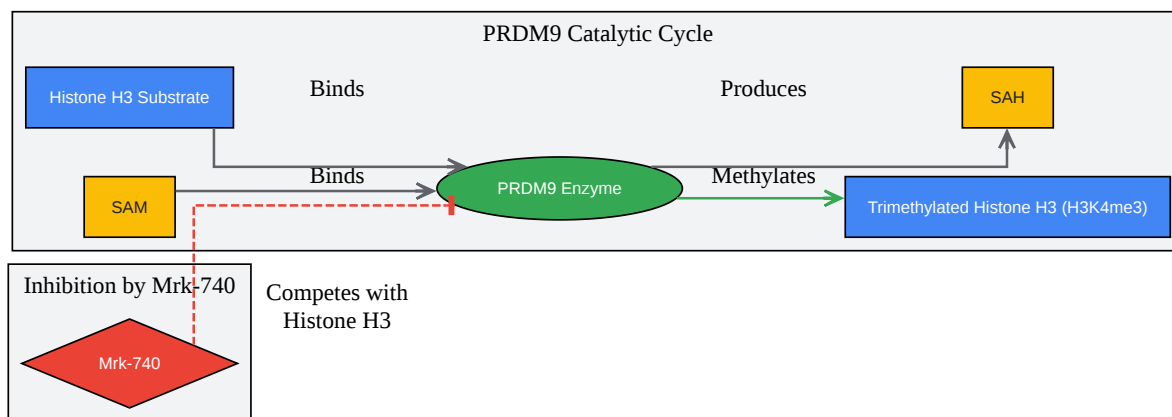 PRDM9 Catalytic Cycle
Histone H3 Substrate
Binds
Produces
SAH
SAM
Binds
PRDM9 Enzyme
Methylates
Trimethylated Histone H3 (H3K4me3)
Inhibition by Mrk-740
Mrk-740
Competes with
Histone H3